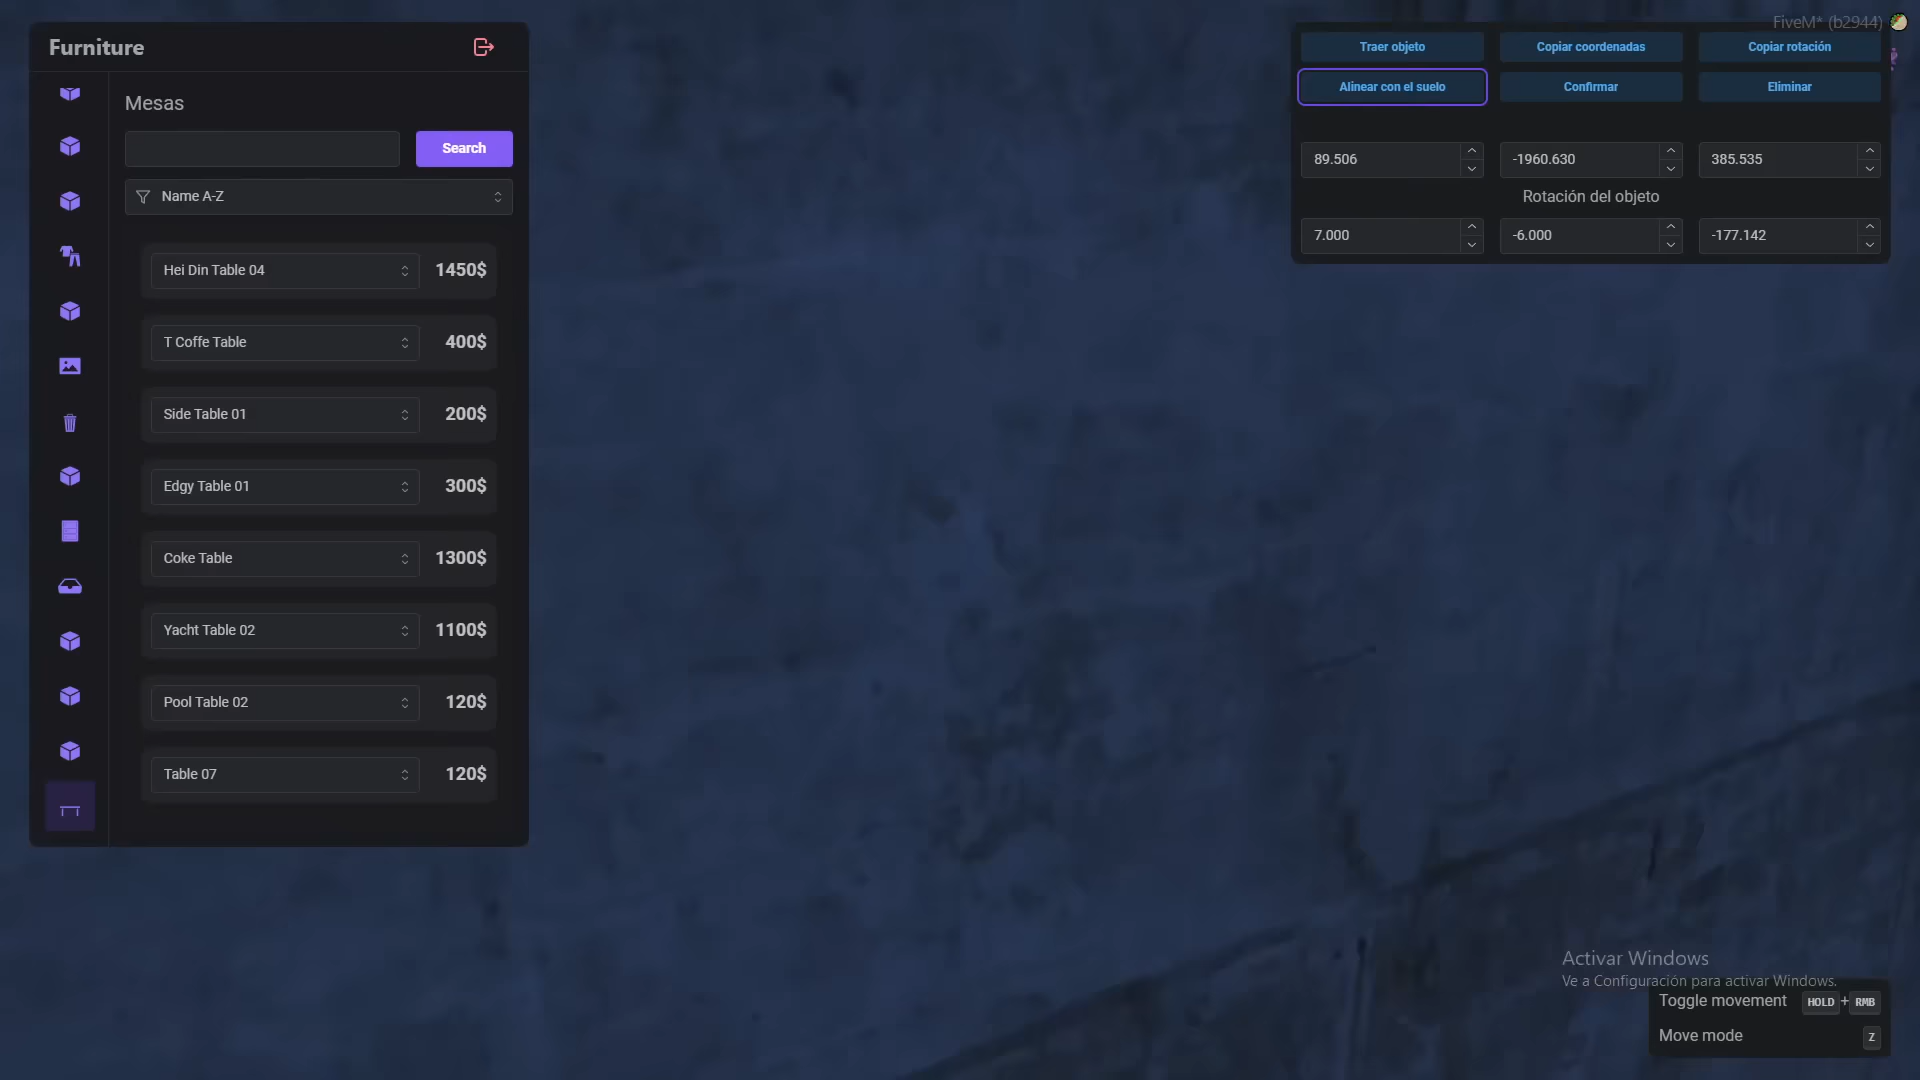 Furniture
Mesas
Search
Name A-Z
Hei Din Table 04 1450$
T Coffe Table 400$
Side Table 01 200$
Edgy Table 01 300$
Coke Table 1300$
Yacht Table 02 1100$
Pool Table 02 120$
Table 07 120$
FiveM* (b2944)
Traer objeto Copiar coordenadas Copiar rotación
Alinear con el suelo Confirmar Eliminar
89.506 -1960.630 385.535
Rotación del objeto
7.000 -6.000 -177.142
Activar Windows
Ve a Configuración para activar Windows.
Toggle movement HOLD + RMB
Move mode Z